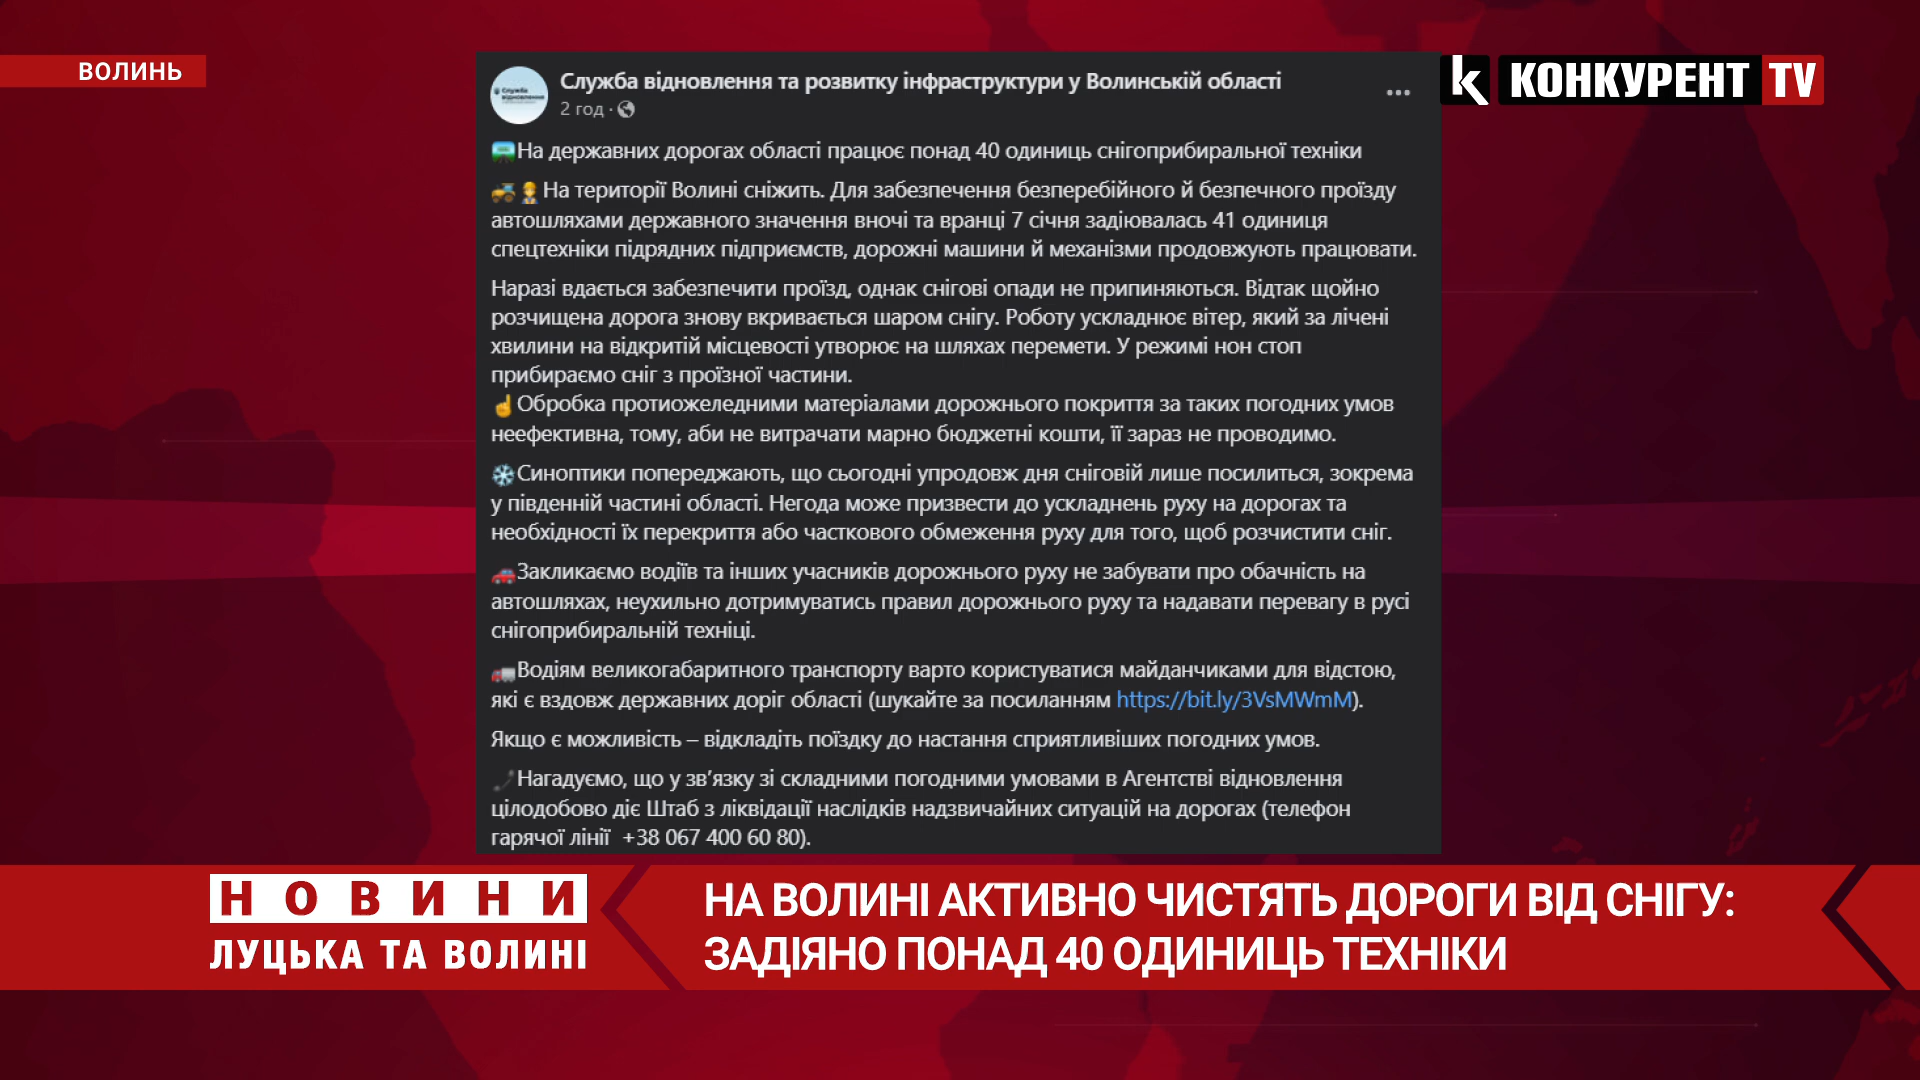 ВОЛИНЬ
Служба відновлення та розвитку інфраструктури у Волинській області
2 год ·
КОНКУРЕНТ TV
На державних дорогах області працює понад 40 одиниць снігоприбиральної техніки
На території Волині сніжить. Для забезпечення безперебійного й безпечного проїзду
автошляхами державного значення вночі та вранці 7 січня задіювалась 41 одиниця
спецтехніки підрядних підприємств, дорожні машини й механізми продовжують працювати.
Наразі вдається забезпечити проїзд, однак снігові опади не припиняються. Відтак щойно
розчищена дорога знову вкривається шаром снігу. Роботу ускладнює вітер, який за лічені
хвилини на відкритій місцевості утворює на шляхах перемети. У режимі нон стоп
прибираємо сніг з проїзної частини.
Обробка протиожеледними матеріалами дорожнього покриття за таких погодних умов
неефективна, тому, аби не витрачати марно бюджетні кошти, її зараз не проводимо.
Синоптики попереджають, що сьогодні упродовж дня сніговій лише посилиться, зокрема
у південній частині області. Негода може призвести до ускладнень руху на дорогах та
необхідності їх перекриття або часткового обмеження руху для того, щоб розчистити сніг.
Закликаємо водіїв та інших учасників дорожнього руху не забувати про обачність на
автошляхах, неухильно дотримуватись правил дорожнього руху та надавати перевагу в русі
снігоприбиральній техніці.
Водіям великогабаритного транспорту варто користуватися майданчиками для відстою,
які є вздовж державних доріг області (шукайте за посиланням https://bit.ly/3VsMWmM).
Якщо є можливість – відкладіть поїздку до настання сприятливіших погодних умов.
Нагадуємо, що у зв’язку зі складними погодними умовами в Агентстві відновлення
цілодобово діє Штаб з ліквідації наслідків надзвичайних ситуацій на дорогах (телефон
гарячої лінії +38 067 400 60 80).
НОВИНИ
ЛУЦЬКА ТА ВОЛИНІ
НА ВОЛИНІ АКТИВНО ЧИСТЯТЬ ДОРОГИ ВІД СНІГУ:
ЗАДІЯНО ПОНАД 40 ОДИНИЦЬ ТЕХНІКИ